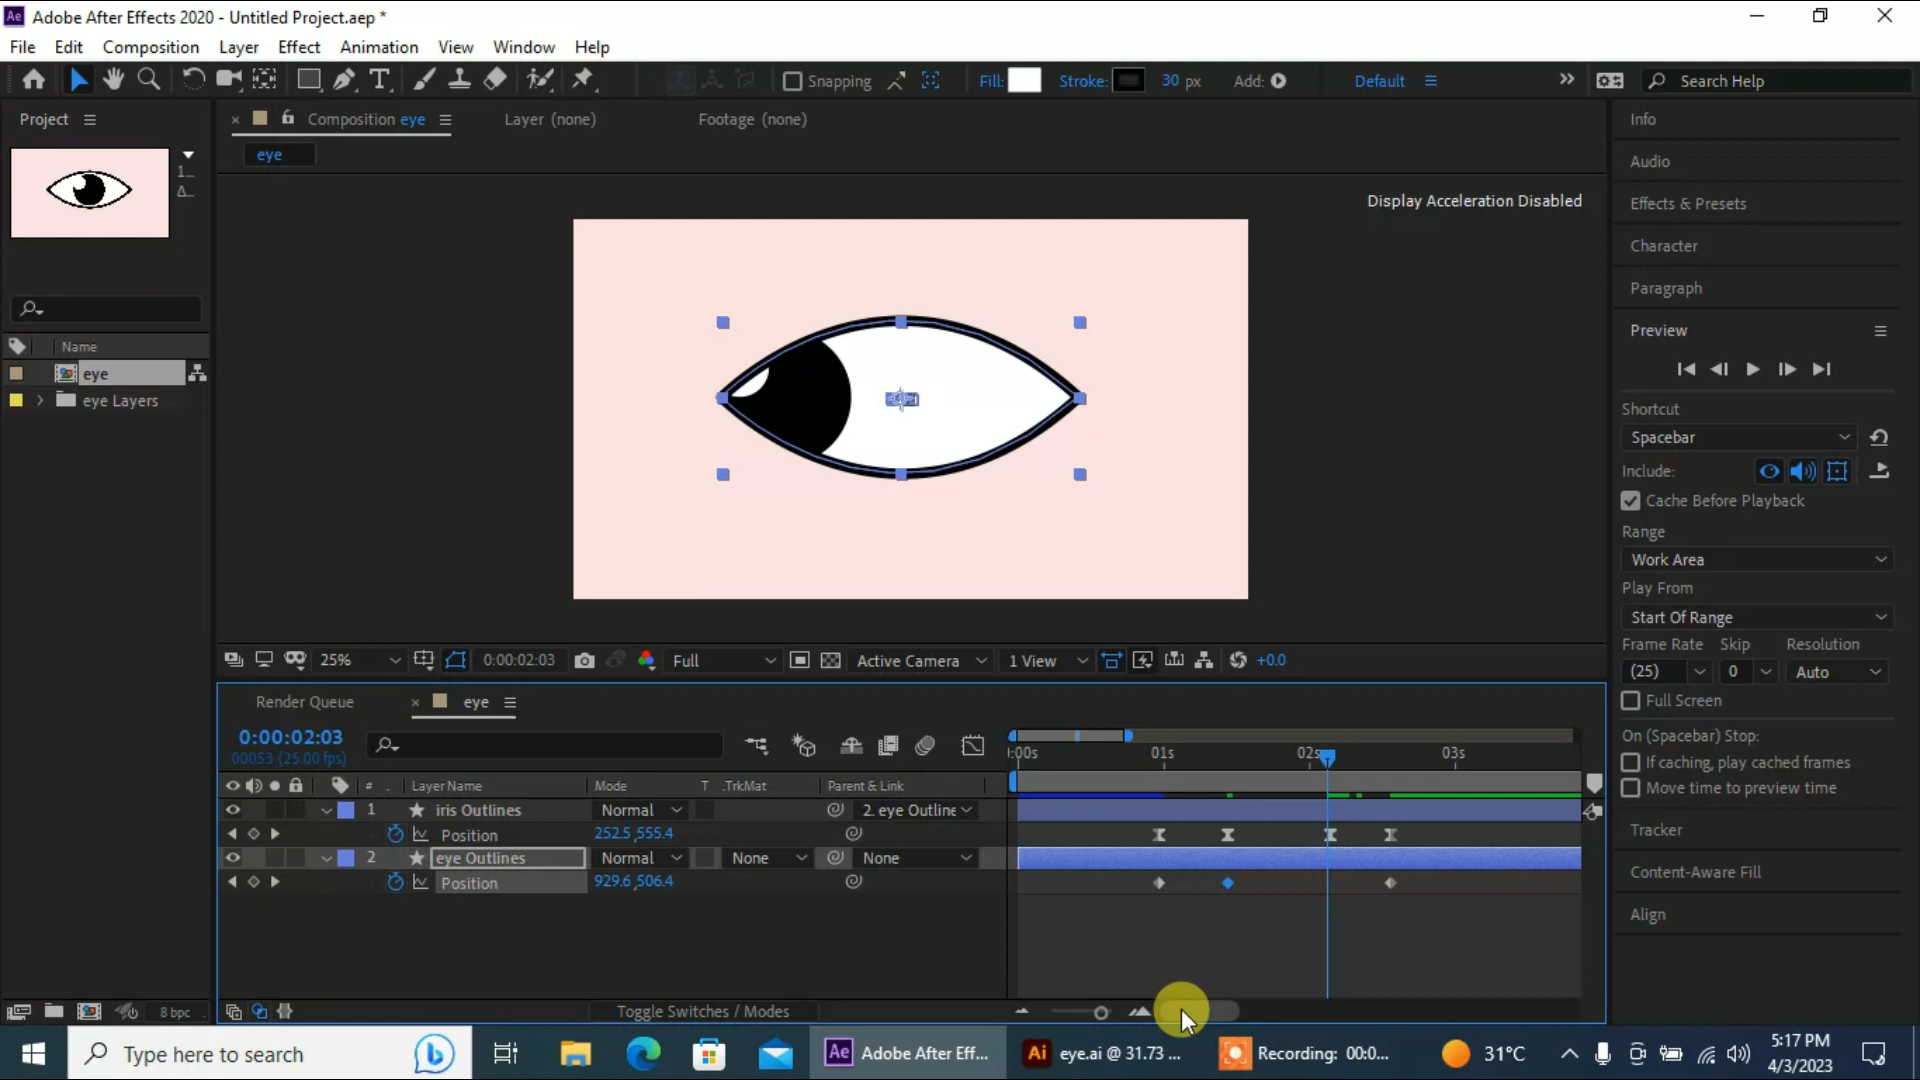 Ae Adobe After Effects 2020 - Untitled Project.aep *
File Edit Composition Layer Effect Animation View Window Help
Snapping Fill: Stroke: 30 px Add: Default Search Help
Project Composition eye Layer (none) Footage (none) Info
eye
Audio
1...
Δ...
Display Acceleration Disabled
Effects & Presets
Character
Paragraph
Preview
Name
eye
eye Layers
Shortcut
Spacebar
Include:
Cache Before Playback
Range
Work Area
Play From
Start Of Range
Frame Rate Skip Resolution
(25) 0 Auto
Full Screen
On (Spacebar) Stop:
If caching, play cached frames
Move time to preview time
Tracker
Content-Aware Fill
Align
25% 0:00:02:03 Full Active Camera 1 View +0.0
Render Queue eye
0:00:02:03
00053 (25.00 fps)
:00s 01s 02s 03s
# . Layer Name Mode T .TrkMat Parent & Link
1 iris Outlines Normal 2. eye Outline
Position 252.5,555.4
2 eye Outlines Normal None None
Position 929.6,506.4
8 bpc Toggle Switches / Modes
Type here to search Ae Adobe After Eff... Ai eye.ai @ 31.73 ... Recording: 00:0... 31°C 5:17 PM
4/3/2023